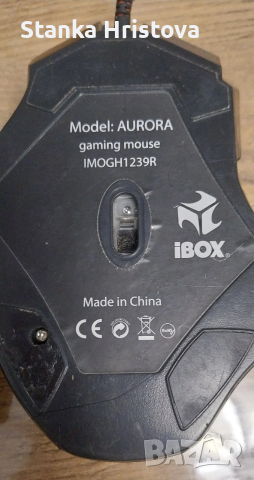 Stanka Hristova
Model: AURORA
gaming mouse
IMOGH1239R
iBOX®
Made in China
CE
BAZAR